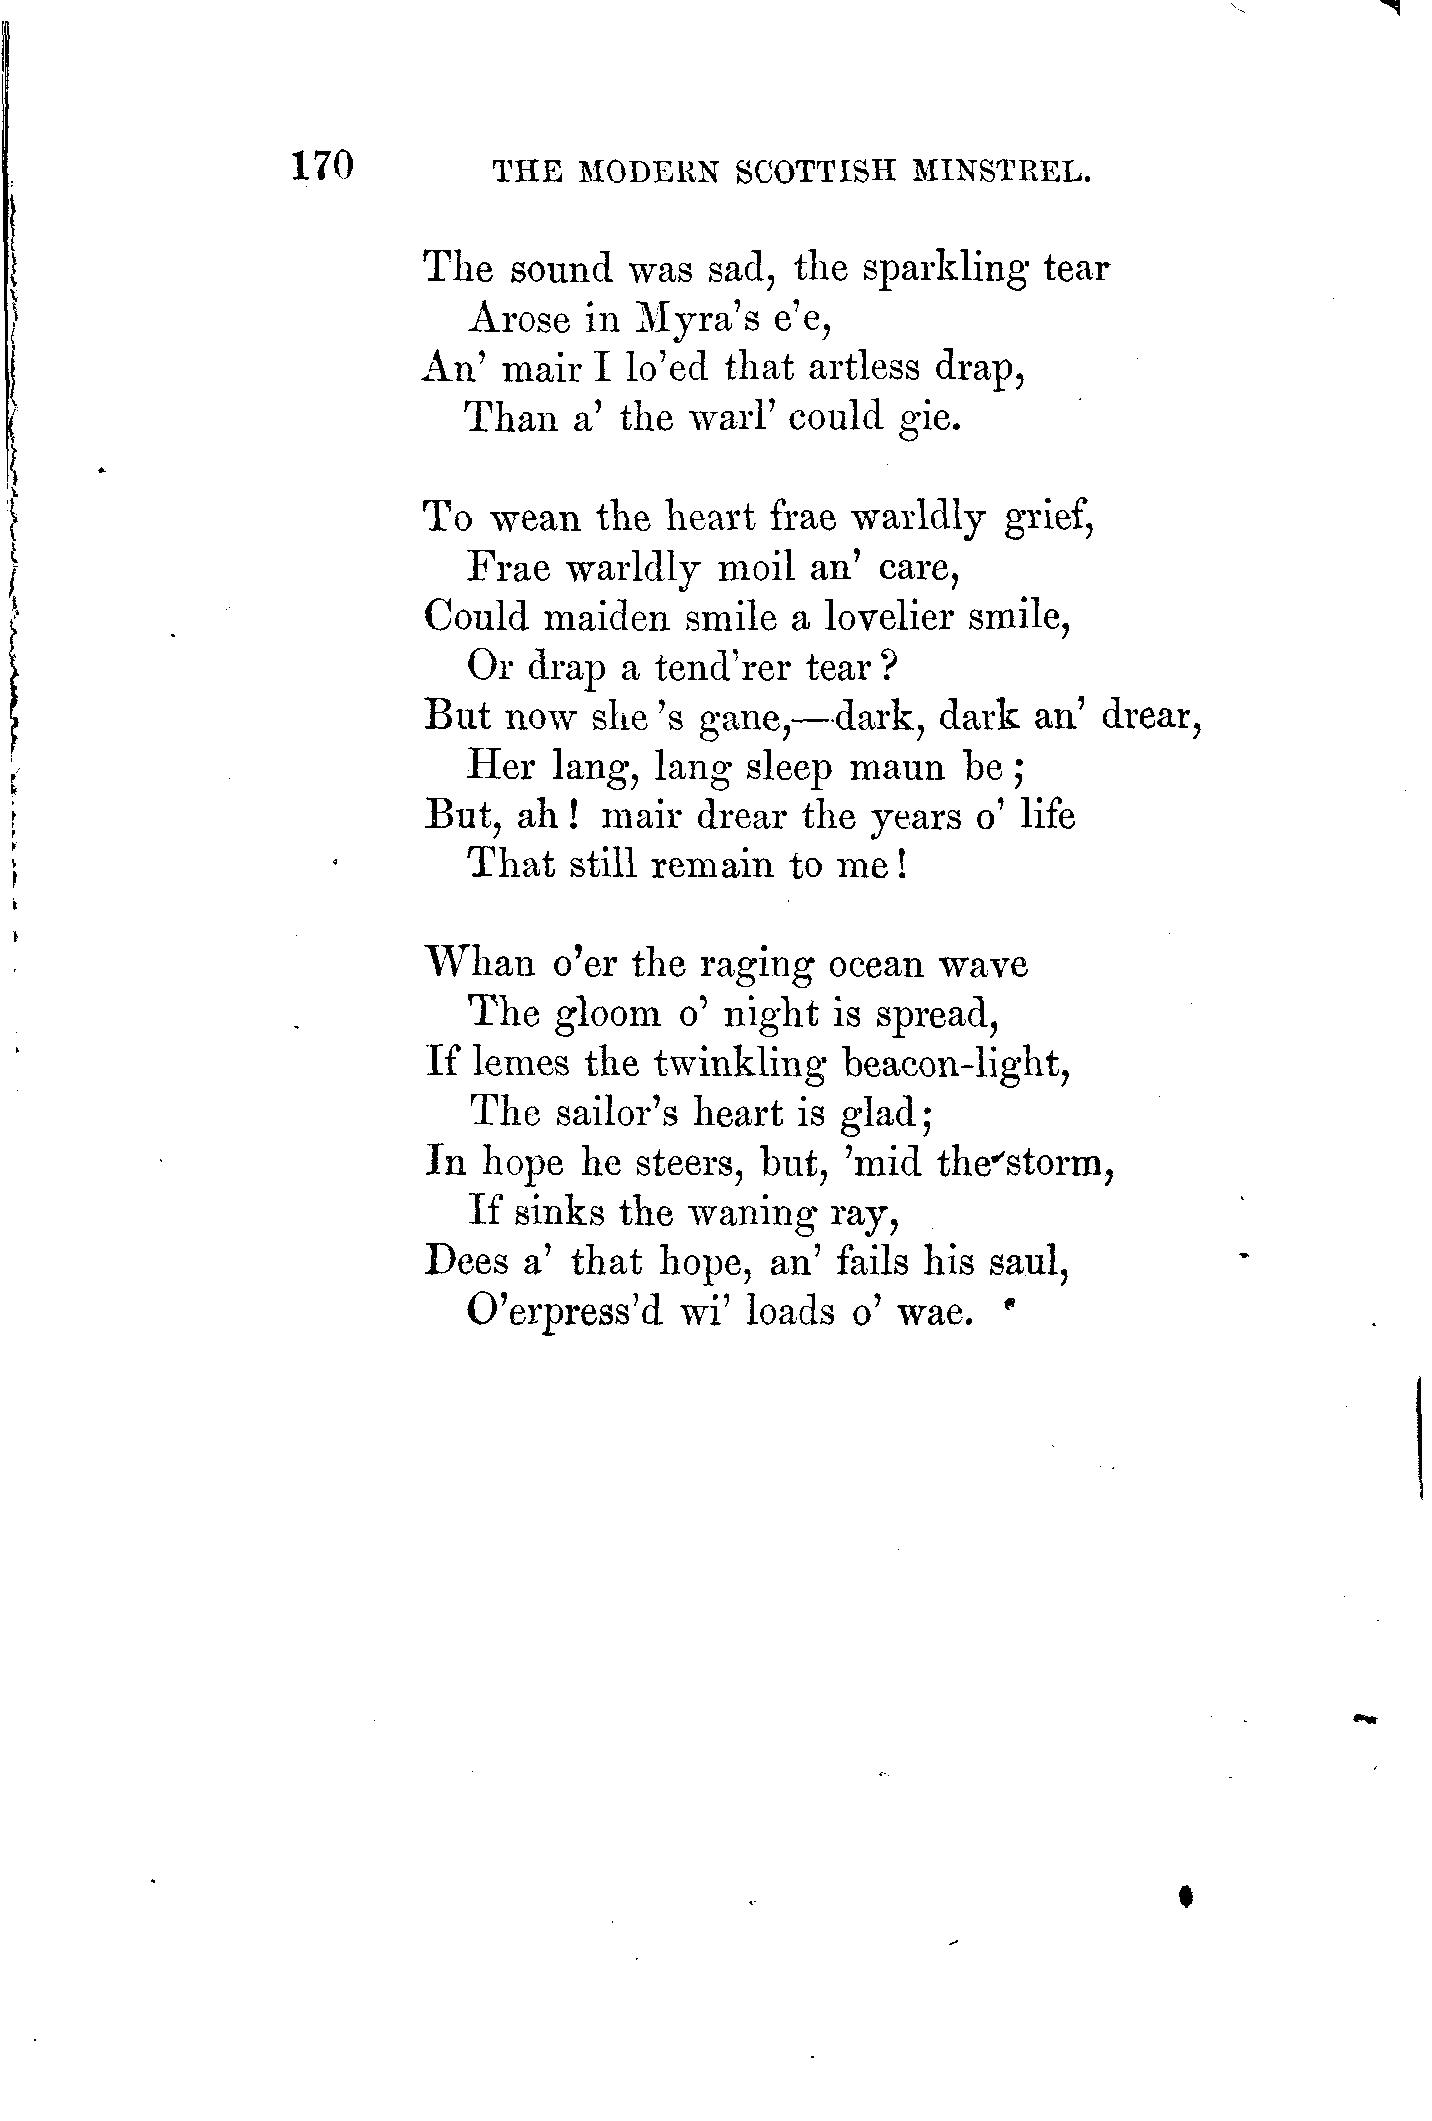 170 THE MODERN SCOTTISH MINSTREL.
The sound was sad, the sparkling tear
Arose in Myra's e'e,
An' mair I lo'ed that artless drap,
Than a' the warl' could gie.
To wean the heart frae warldly grief,
Frae warldly moil an' care,
Could maiden smile a lovelier smile,
Or drap a tend'rer tear?
But now she 's gane,—dark, dark an' drear,
Her lang, lang sleep maun be;
But, ah! mair drear the years o' life
That still remain to me!
Whan o'er the raging ocean wave
The gloom o' night is spread,
If lemes the twinkling beacon-light,
The sailor's heart is glad;
In hope he steers, but, 'mid the storm,
If sinks the waning ray,
Dees a' that hope, an' fails his saul,
O'erpress'd wi' loads o' wae.